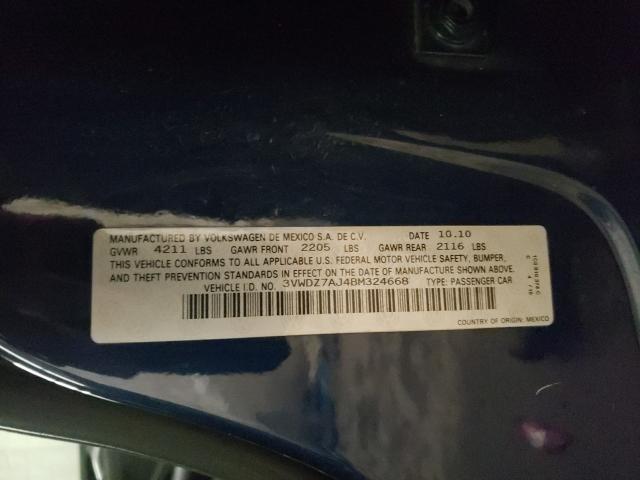 MANUFACTURED BY VOLKSWAGEN DE MEXICO S.A. DE C.V. DATE 10.10
GVWR 4211 LBS GAWR FRONT 2205 LBS GAWR REAR 2116 LBS
THIS VEHICLE CONFORMS TO ALL APPLICABLE U.S. FEDERAL MOTOR VEHICLE SAFETY, BUMPER,
AND THEFT PREVENTION STANDARDS IN EFFECT ON THE DATE OF MANUFACTURE SHOWN ABOVE.
VEHICLE I.D. NO. 3VWDZ7AJ4BM324668 TYPE: PASSENGER CAR
COUNTRY OF ORIGIN: MEXICO